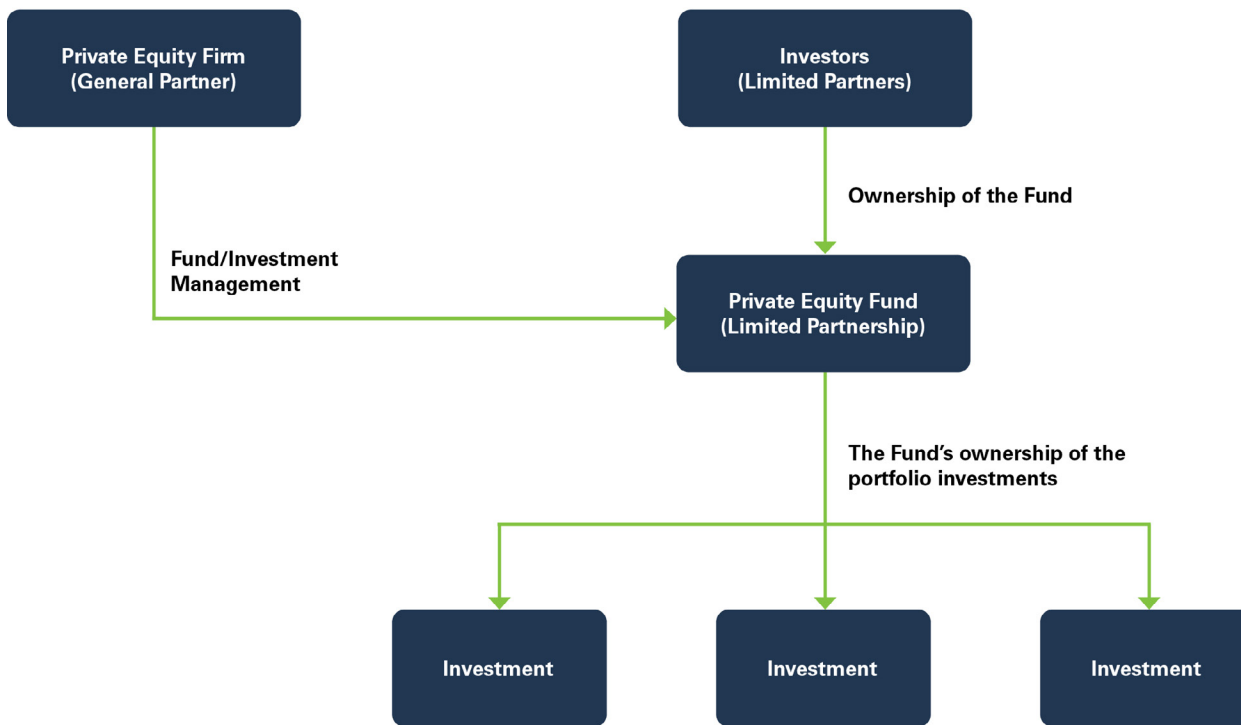 Private Equity Firm
(General Partner)
Investors
(Limited Partners)
Ownership of the Fund
Fund/Investment
Management
Private Equity Fund
(Limited Partnership)
The Fund’s ownership of the
portfolio investments
Investment
Investment
Investment